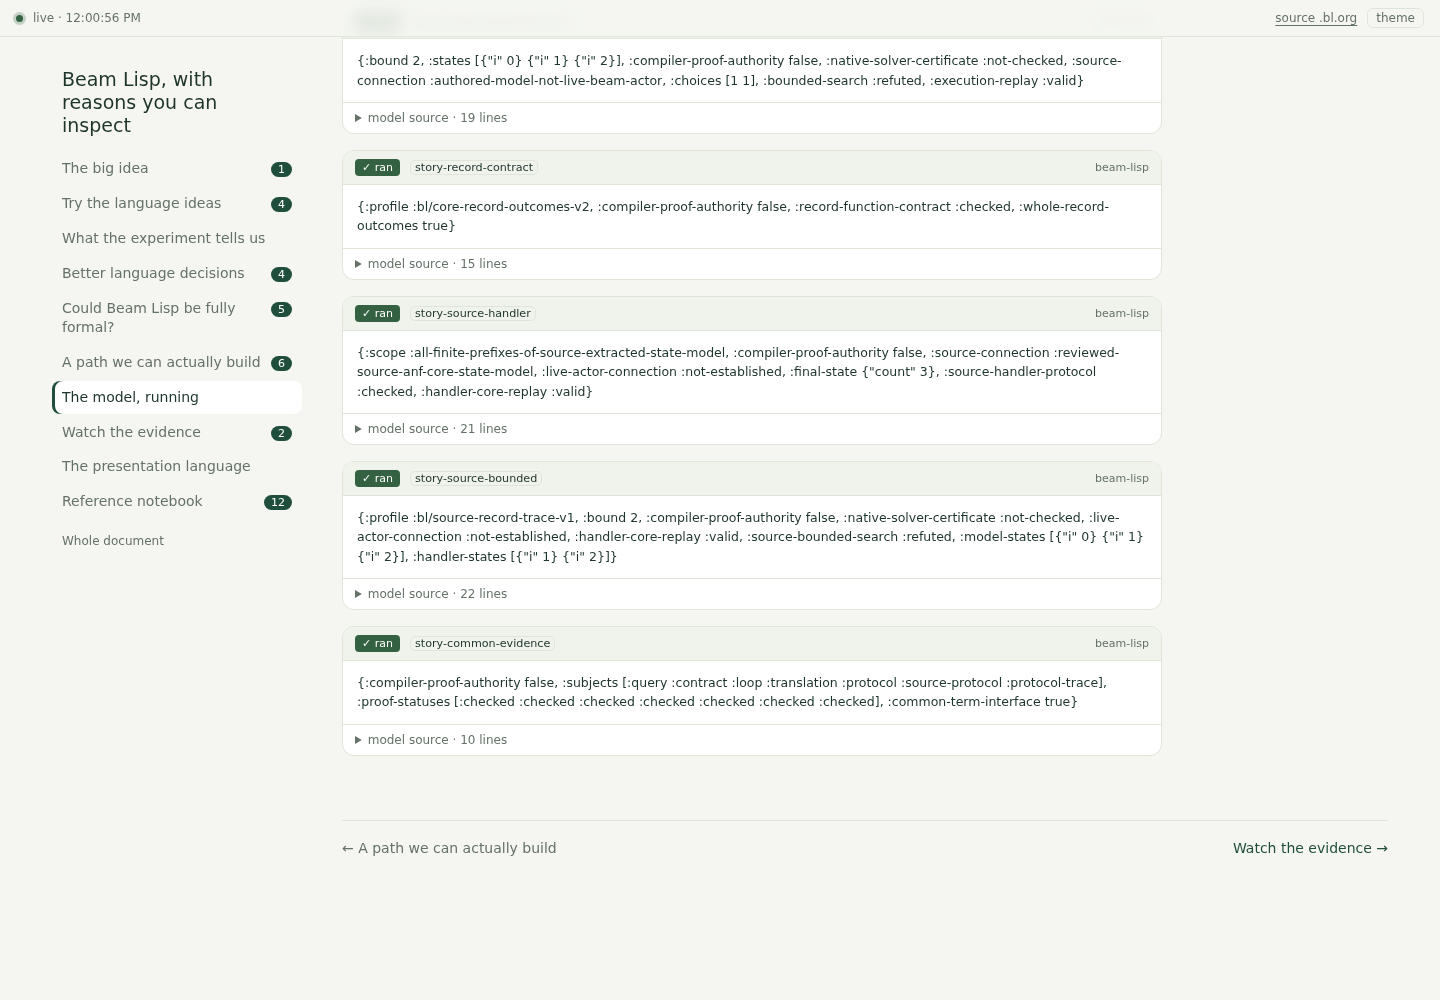 live · 12:00:56 PM
source .bl.org
theme
Beam Lisp, with
reasons you can
inspect
The big idea 1
Try the language ideas 4
What the experiment tells us
Better language decisions 4
Could Beam Lisp be fully 5
formal?
A path we can actually build 6
The model, running
Watch the evidence 2
The presentation language
Reference notebook 12
Whole document
{:bound 2, :states [{"i" 0} {"i" 1} {"i" 2}], :compiler-proof-authority false, :native-solver-certificate :not-checked, :source-
connection :authored-model-not-live-beam-actor, :choices [1 1], :bounded-search :refuted, :execution-replay :valid}
▶ model source · 19 lines
✓ ran story-record-contract beam-lisp
{:profile :bl/core-record-outcomes-v2, :compiler-proof-authority false, :record-function-contract :checked, :whole-record-
outcomes true}
▶ model source · 15 lines
✓ ran story-source-handler beam-lisp
{:scope :all-finite-prefixes-of-source-extracted-state-model, :compiler-proof-authority false, :source-connection :reviewed-
source-anf-core-state-model, :live-actor-connection :not-established, :final-state {"count" 3}, :source-handler-protocol
:checked, :handler-core-replay :valid}
▶ model source · 21 lines
✓ ran story-source-bounded beam-lisp
{:profile :bl/source-record-trace-v1, :bound 2, :compiler-proof-authority false, :native-solver-certificate :not-checked, :live-
actor-connection :not-established, :handler-core-replay :valid, :source-bounded-search :refuted, :model-states [{"i" 0} {"i" 1}
{"i" 2}], :handler-states [{"i" 1} {"i" 2}]}
▶ model source · 22 lines
✓ ran story-common-evidence beam-lisp
{:compiler-proof-authority false, :subjects [:query :contract :loop :translation :protocol :source-protocol :protocol-trace],
:proof-statuses [:checked :checked :checked :checked :checked :checked :checked], :common-term-interface true}
▶ model source · 10 lines
← A path we can actually build
Watch the evidence →